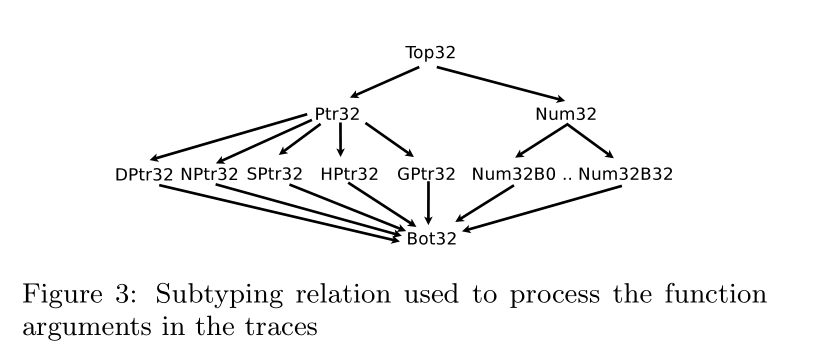 Top32
Ptr32 Num32
DPtr32 NPtr32 SPtr32 HPtr32 GPtr32 Num32B0 .. Num32B32
Bot32
Figure 3: Subtyping relation used to process the function
arguments in the traces